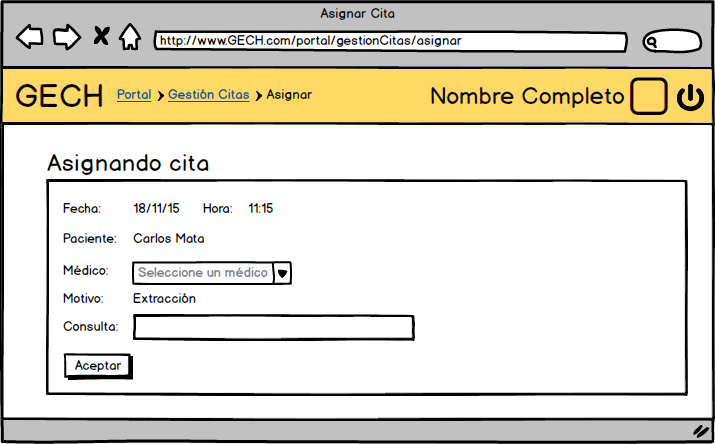 Asignar Cita
http://www.GECH.com/portal/gestionCitas/asignar
GECH Portal Gestión Citas Asignar Nombre Completo
Asignando cita
Fecha: 18/11/15 Hora: 11:15
Paciente: Carlos Mata
Médico: Seleccione un médico
Motivo: Extracción
Consulta:
Aceptar